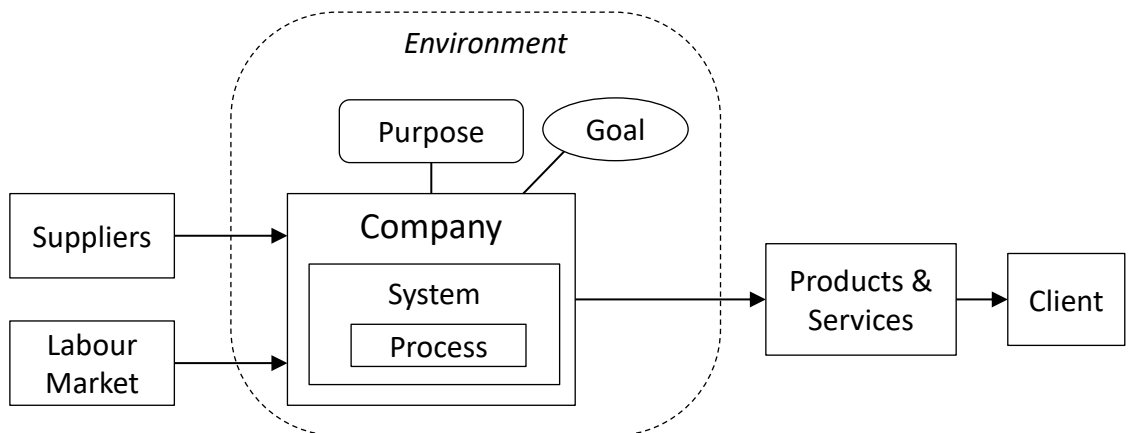 Environment
Purpose
Goal
Suppliers
Company
System
Process
Labour
Market
Products &
Services
Client